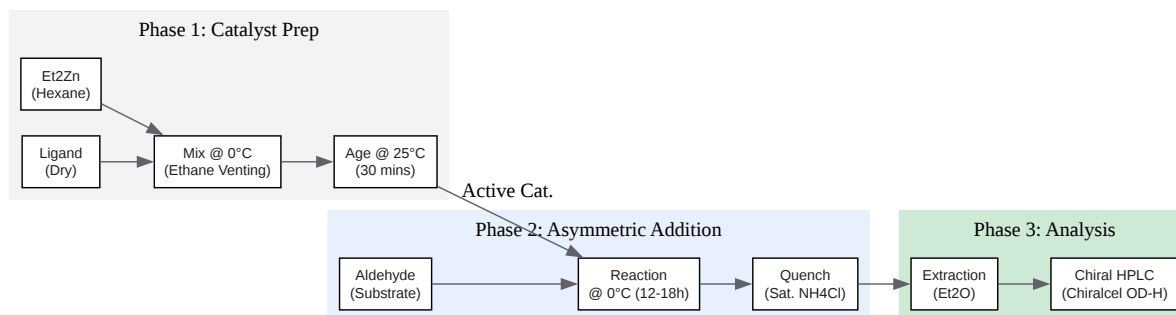 Phase 1: Catalyst Prep
Et2Zn
(Hexane)
Ligand
(Dry)
Mix @ 0°C
(Ethane Venting)
Age @ 25°C
(30 mins)
Active Cat.
Phase 2: Asymmetric Addition
Aldehyde
(Substrate)
Reaction
@ 0°C (12-18h)
Quench
(Sat. NH4Cl)
Phase 3: Analysis
Extraction
(Et2O)
Chiral HPLC
(Chiralcel OD-H)